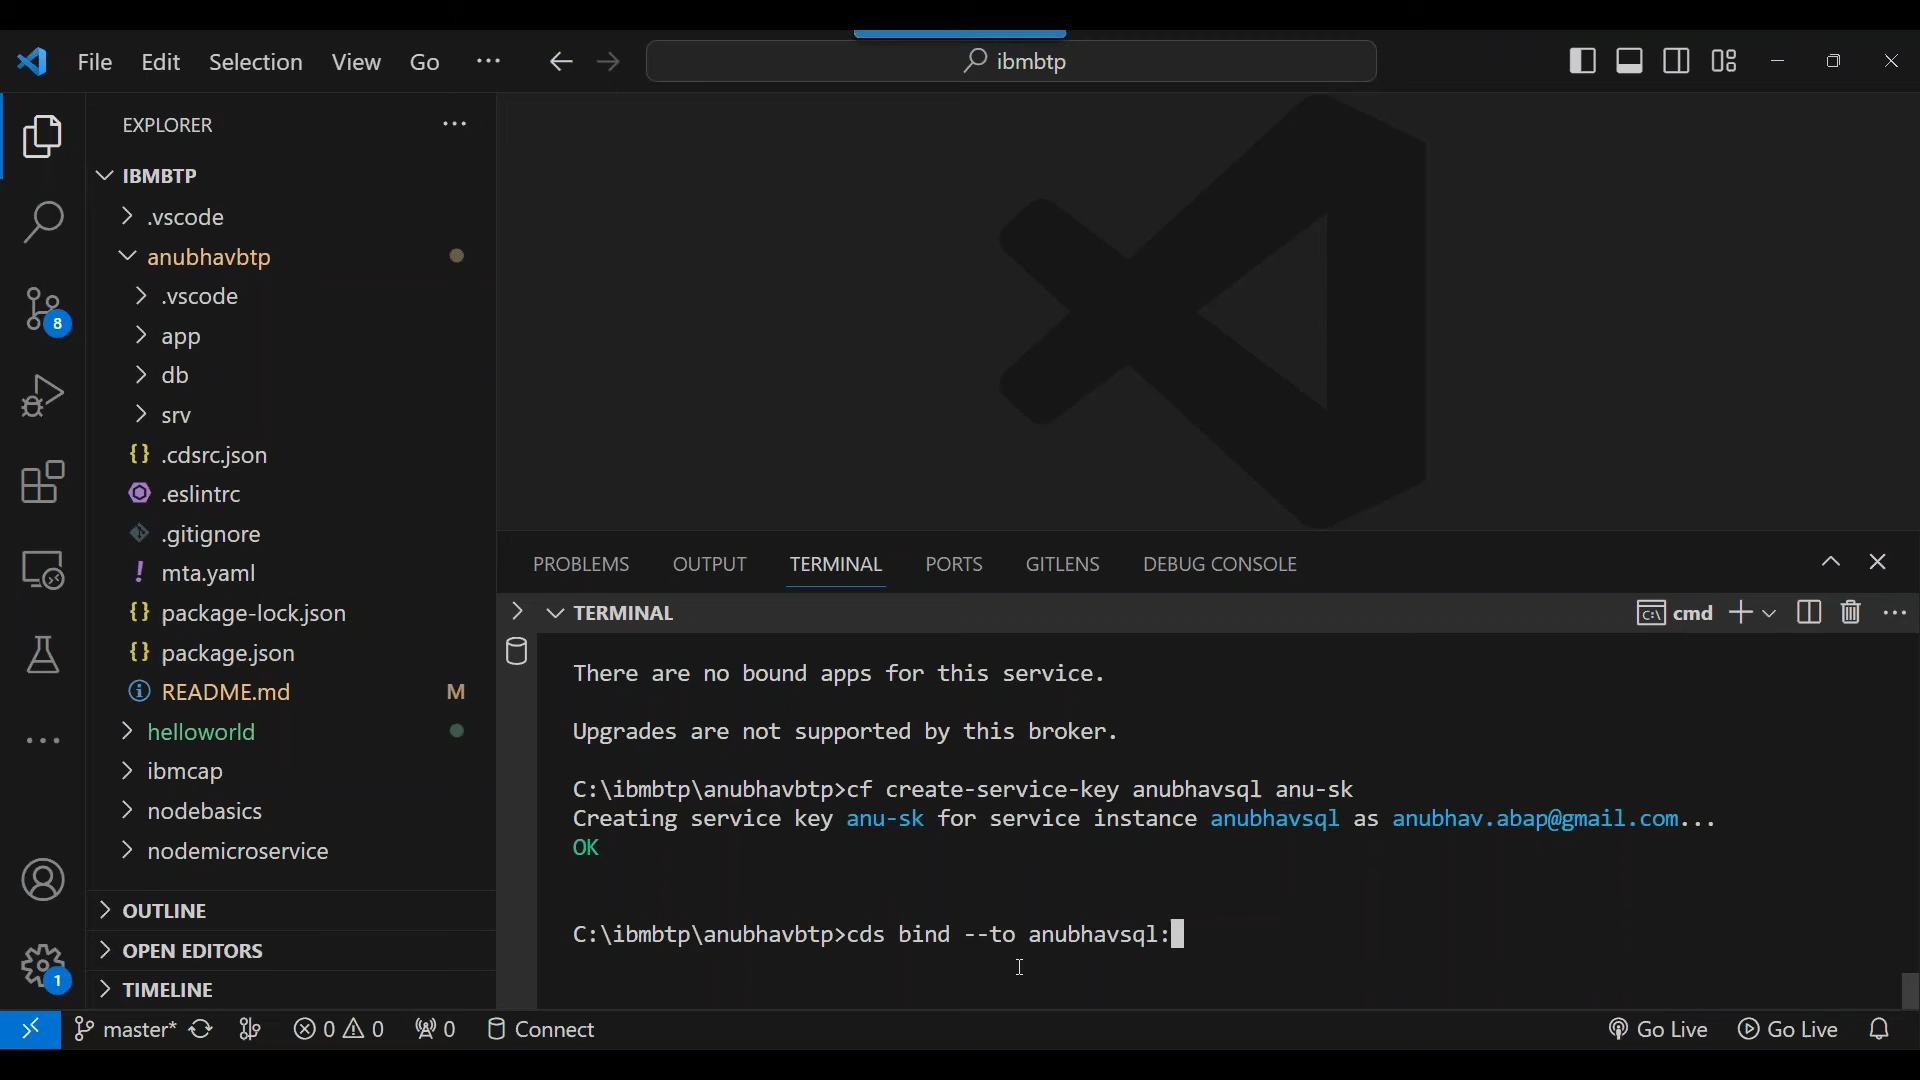 File Edit Selection View Go ··· ibmbtp
EXPLORER ···
IBMBTP
.vscode
anubhavbtp
.vscode
app
db
srv
{} .cdsrc.json
.eslintrc
.gitignore
! mta.yaml
{} package-lock.json
{} package.json
README.md M
helloworld
ibmcap
nodebasics
nodemicroservice
OUTLINE
OPEN EDITORS
TIMELINE
8
1
PROBLEMS OUTPUT TERMINAL PORTS GITLENS DEBUG CONSOLE
TERMINAL cmd
There are no bound apps for this service.
Upgrades are not supported by this broker.
C:\ibmbtp\anubhavbtp>cf create-service-key anubhavsql anu-sk
Creating service key anu-sk for service instance anubhavsql as anubhav.abap@gmail.com...
OK
C:\ibmbtp\anubhavbtp>cds bind --to anubhavsql:
master* 0 0 0 Connect Go Live Go Live